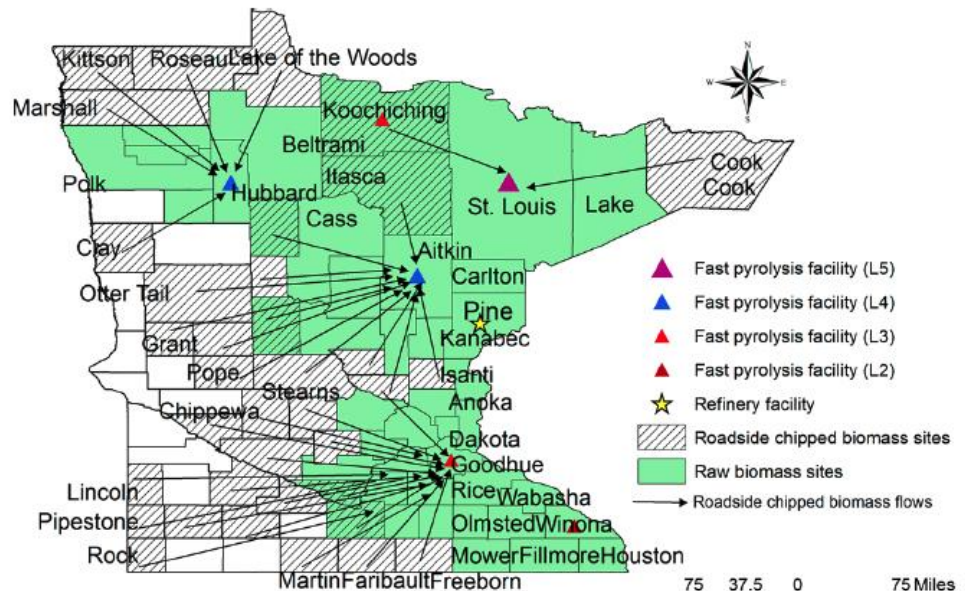 Kittson
Roseau
Lake of the Woods
N
W
E
S
Marshall
Koochiching
Beltrami
Itasca
Cook
Cook
Polk
Hubbard
St. Louis
Lake
Cass
Clay
Aitkin
Carlton
Otter Tail
Pine
Kanabec
Grant
Pope
Isanti
Stearns
Anoka
Chippewa
Dakota
Goodhue
Lincoln
Rice
Wabasha
Pipestone
Olmsted
Winona
Rock
Mower
Fillmore
Houston
Martin
Faribault
Freeborn
Fast pyrolysis facility (L5)
Fast pyrolysis facility (L4)
Fast pyrolysis facility (L3)
Fast pyrolysis facility (L2)
Refinery facility
Roadside chipped biomass sites
Raw biomass sites
Roadside chipped biomass flows
75 37.5 0 75 Miles